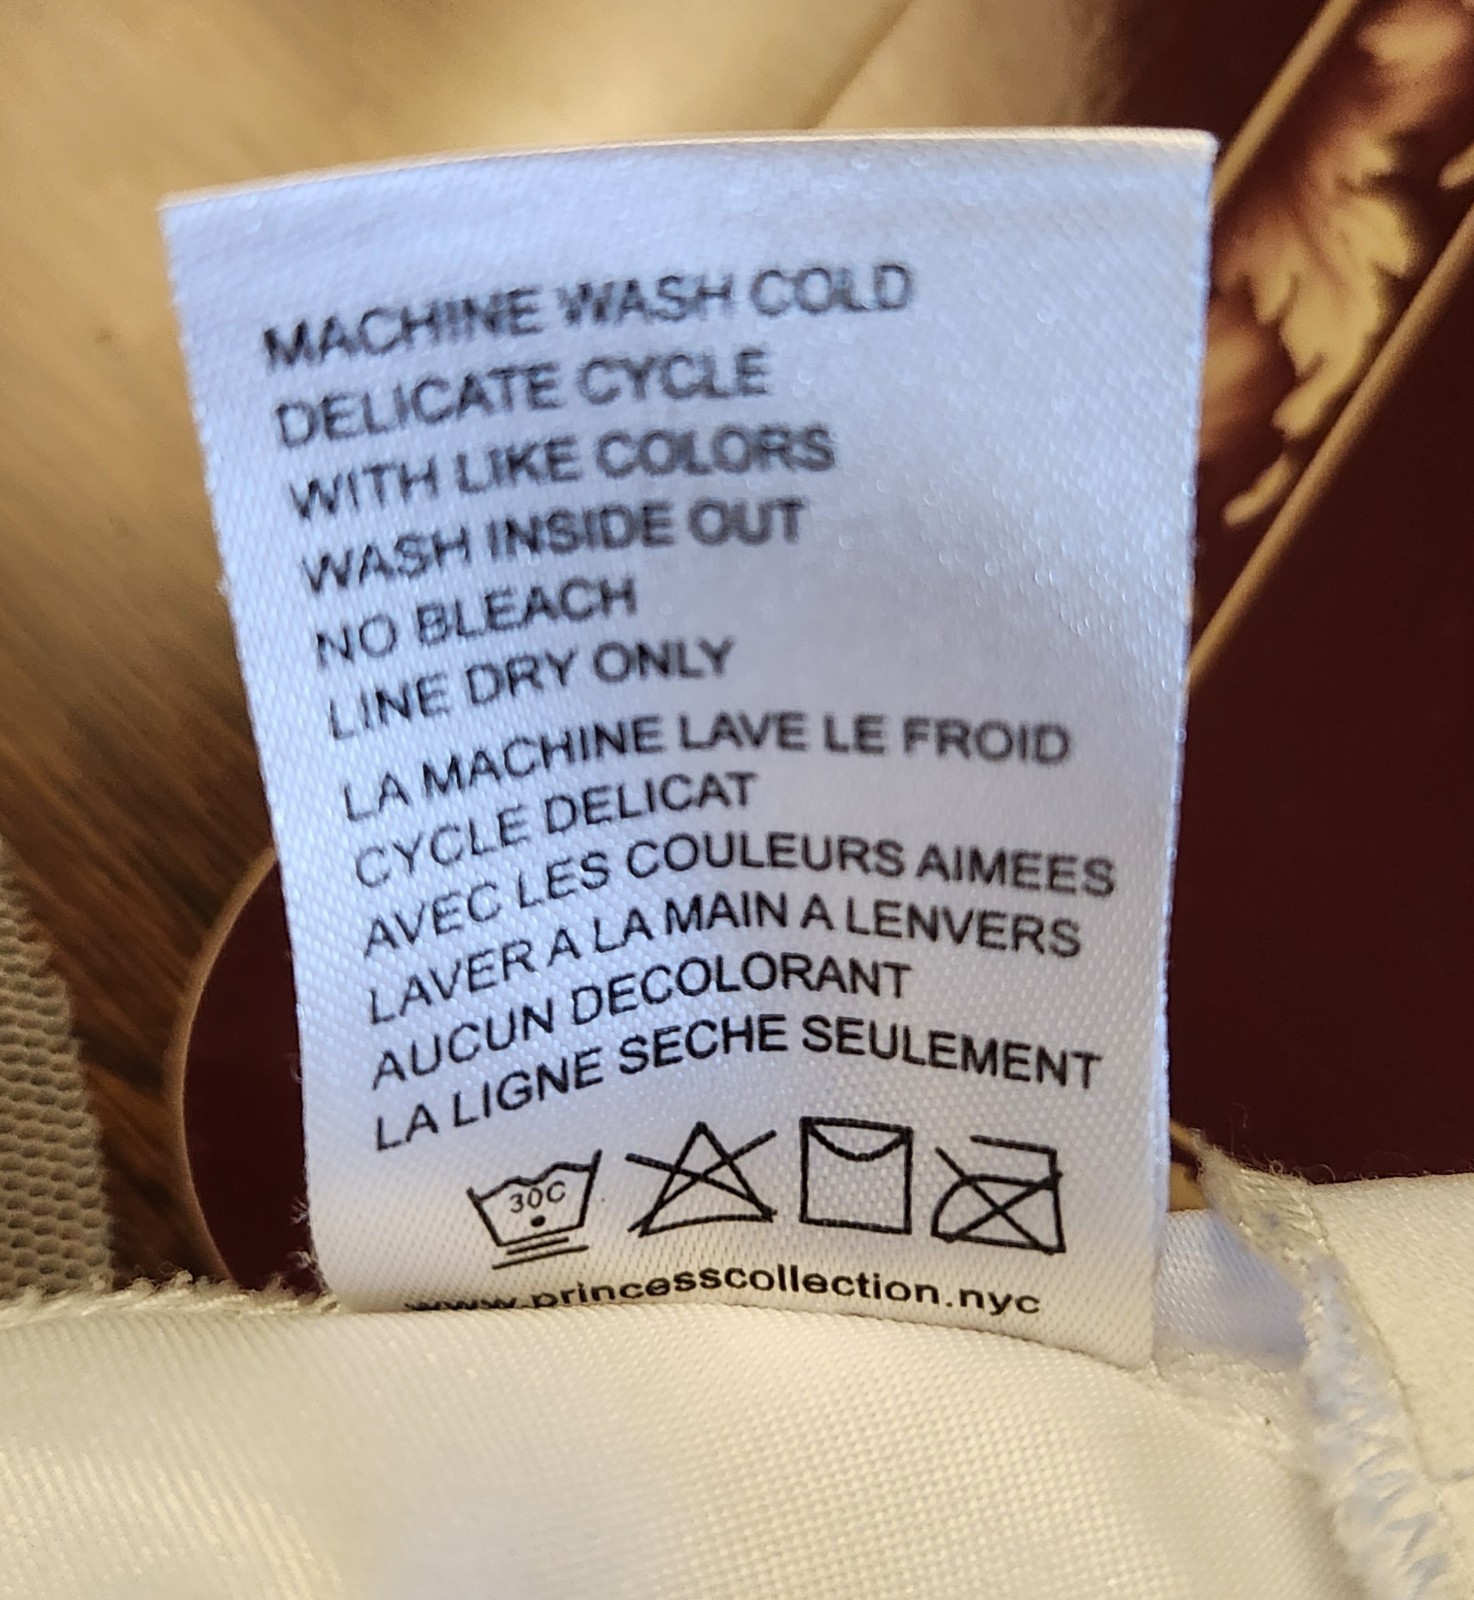 MACHINE WASH COLD
DELICATE CYCLE
WITH LIKE COLORS
WASH INSIDE OUT
NO BLEACH
LINE DRY ONLY
LA MACHINE LAVE LE FROID
CYCLE DELICAT
AVEC LES COULEURS AIMEES
LAVER A LA MAIN A LENVERS
AUCUN DECOLORANT
LA LIGNE SECHE SEULEMENT
30C
www.princesscollection.nyc